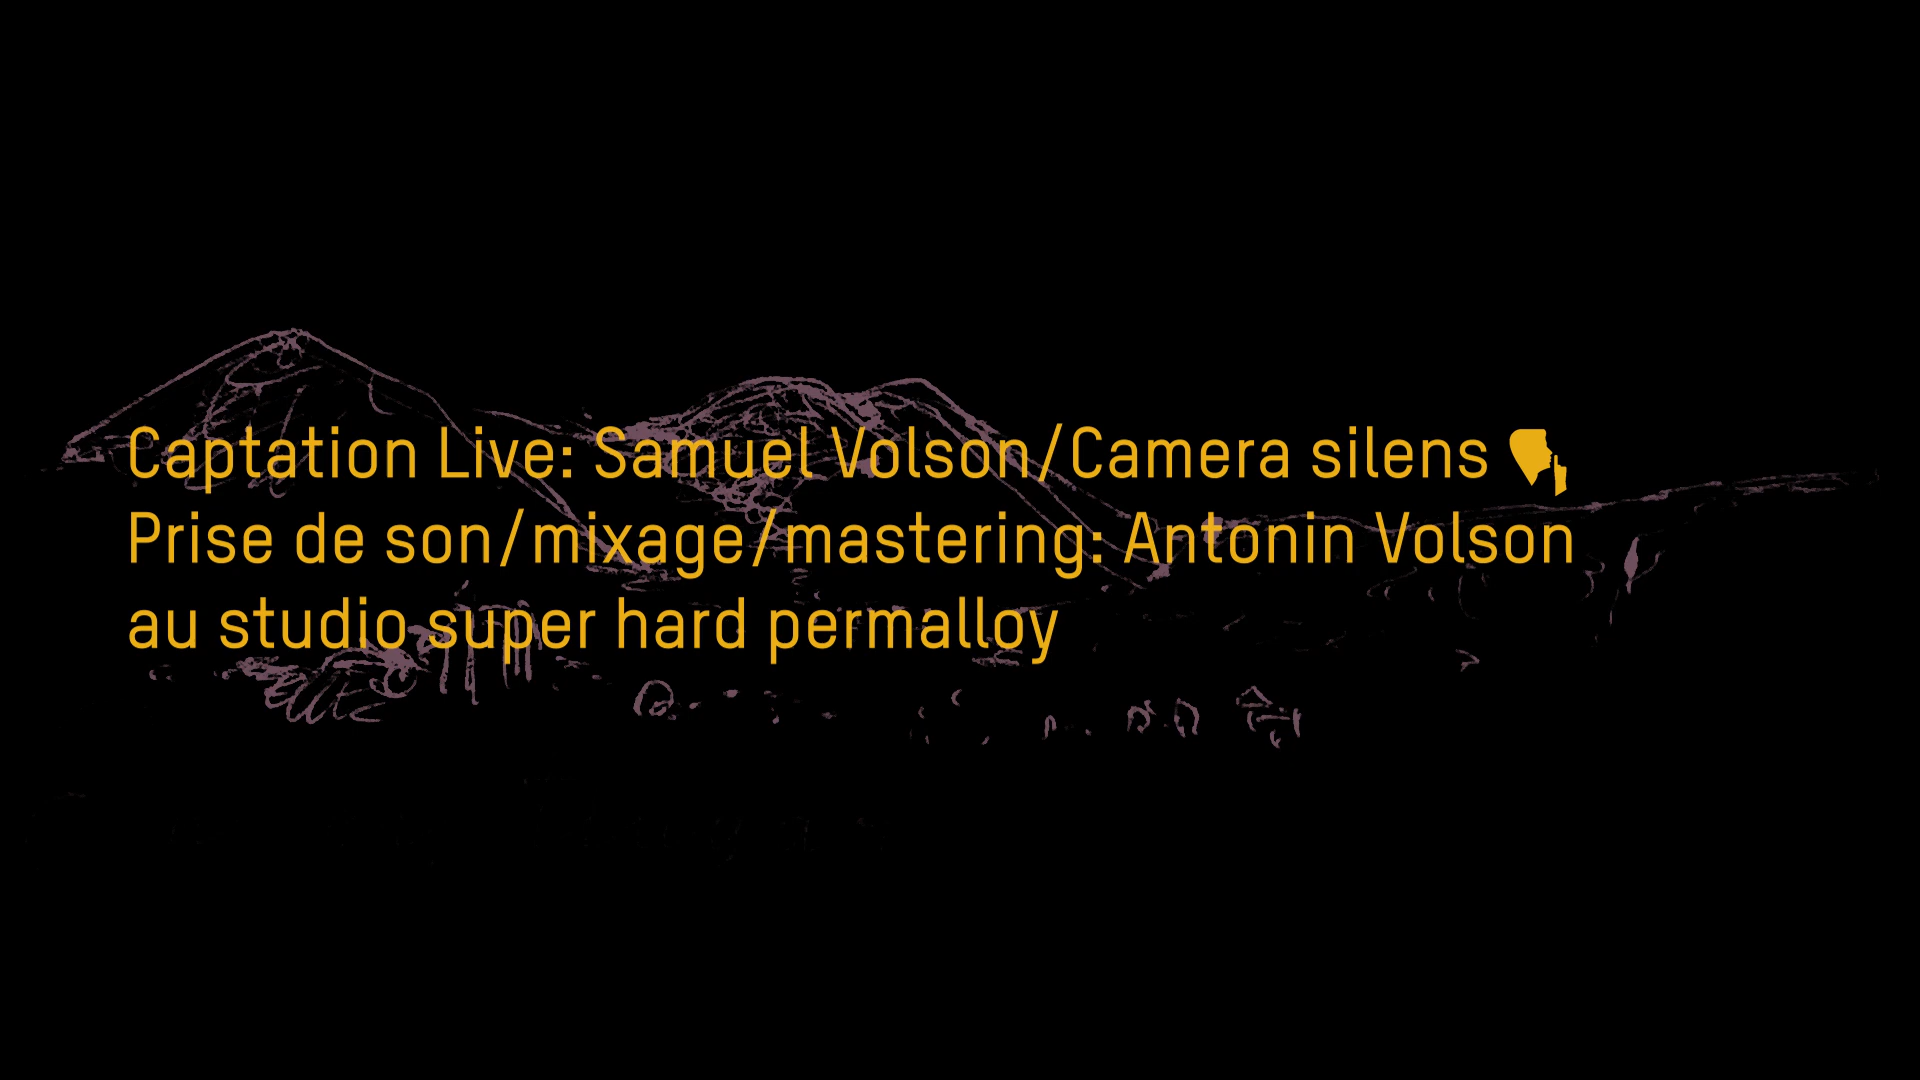 Captation Live: Samuel Volson/Camera silens
Prise de son/mixage/mastering: Antonin Volson
au studio super hard permalloy